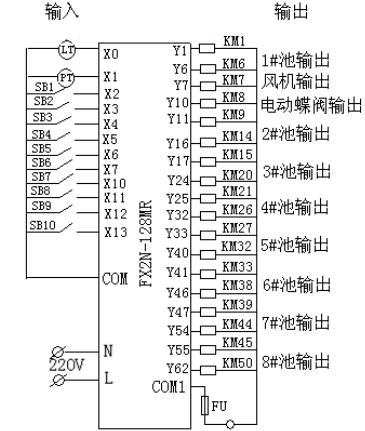 输入 输出
LT X0 Y1 KM1
1#池输出
PT X1 Y6 KM6
SB1 X2 Y7 KM7 风机输出
SB2 X3 Y10 KM8 电动蝶阀输出
SB3 X4 Y11 KM9
SB4 X5 Y16 KM14 2#池输出
SB5 X6 Y17 KM15
SB6 X7 3#池输出
SB7 X10 Y24 KM20
SB8 X11 Y25 KM21
SB9 X12 Y32 KM26 4#池输出
SB10 X13 Y33 KM27
Y40 KM32 5#池输出
COM Y41 KM33
FX2N-128MR
Y46 KM38 6#池输出
Y47 KM39
Y54 KM44 7#池输出
N Y55 KM45
220V
L Y62 KM50 8#池输出
COM1
FU